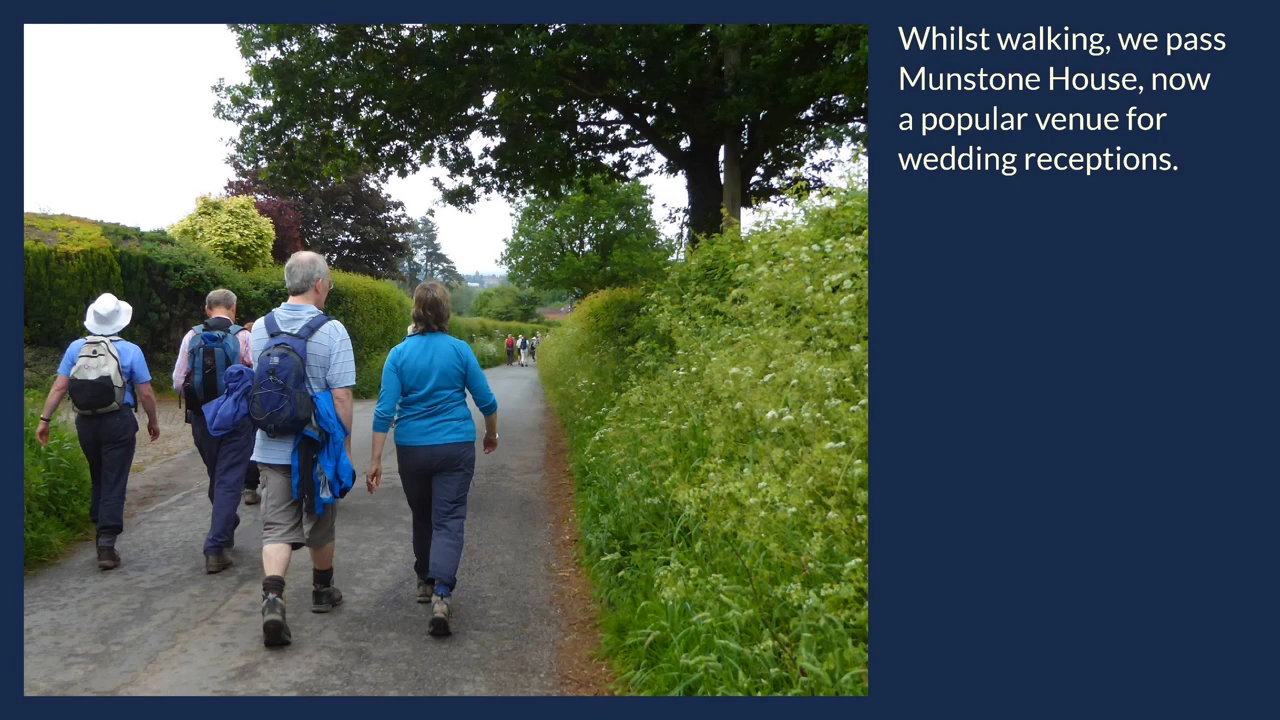 Whilst walking, we pass
Munstone House, now
a popular venue for
wedding receptions.